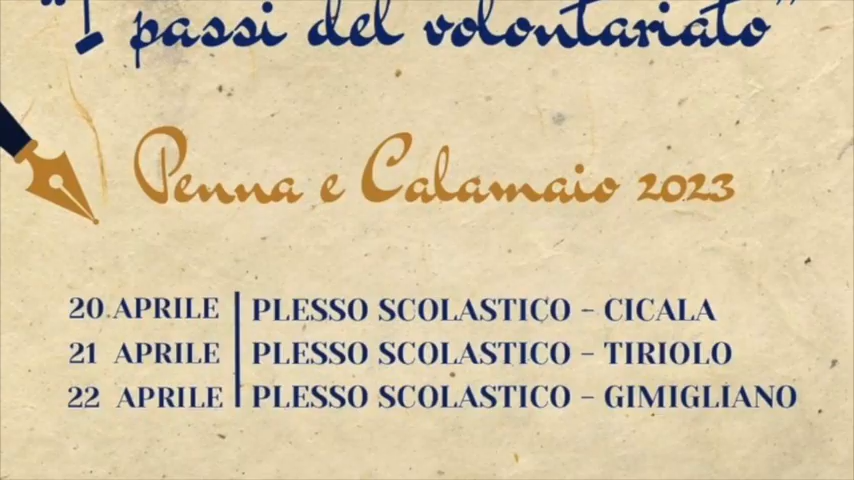 "I passi del volontariato"
Penna e Calamaio 2023
20 APRILE PLESSO SCOLASTICO - CICALA
21 APRILE PLESSO SCOLASTICO - TIRIOLO
22 APRILE PLESSO SCOLASTICO - GIMIGLIANO